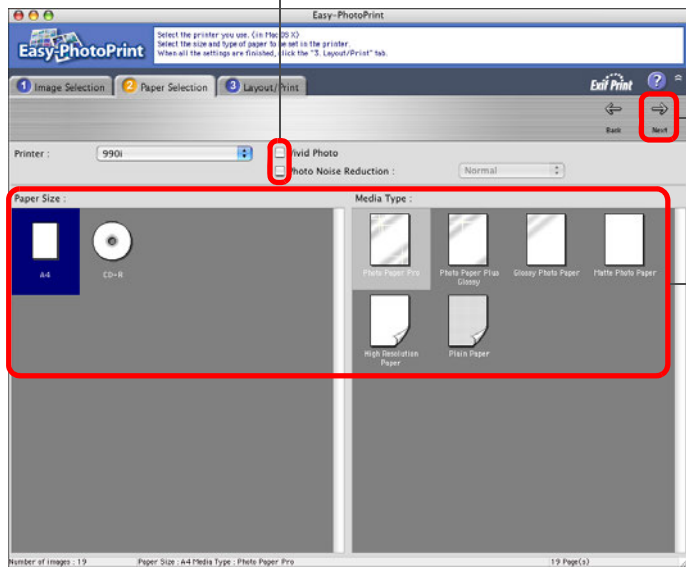 Easy-PhotoPrint
Easy-PhotoPrint
Select the printer you use. (in Mac OS X)
Select the size and type of paper to be set in the printer.
When all the settings are finished, click the "3. Layout/Print" tab.
1 Image Selection
2 Paper Selection
3 Layout/Print
Exif Print
?
Back
Next
Printer :
990i
Vivid Photo
Photo Noise Reduction :
Normal
Paper Size :
Media Type :
A4
CD-R
Photo Paper Pro
Photo Paper Plus
Glossy
Glossy Photo Paper
Matte Photo Paper
High Resolution
Paper
Plain Paper
Number of images : 19
Paper Size : A4 Media Type : Photo Paper Pro
19 Page(s)